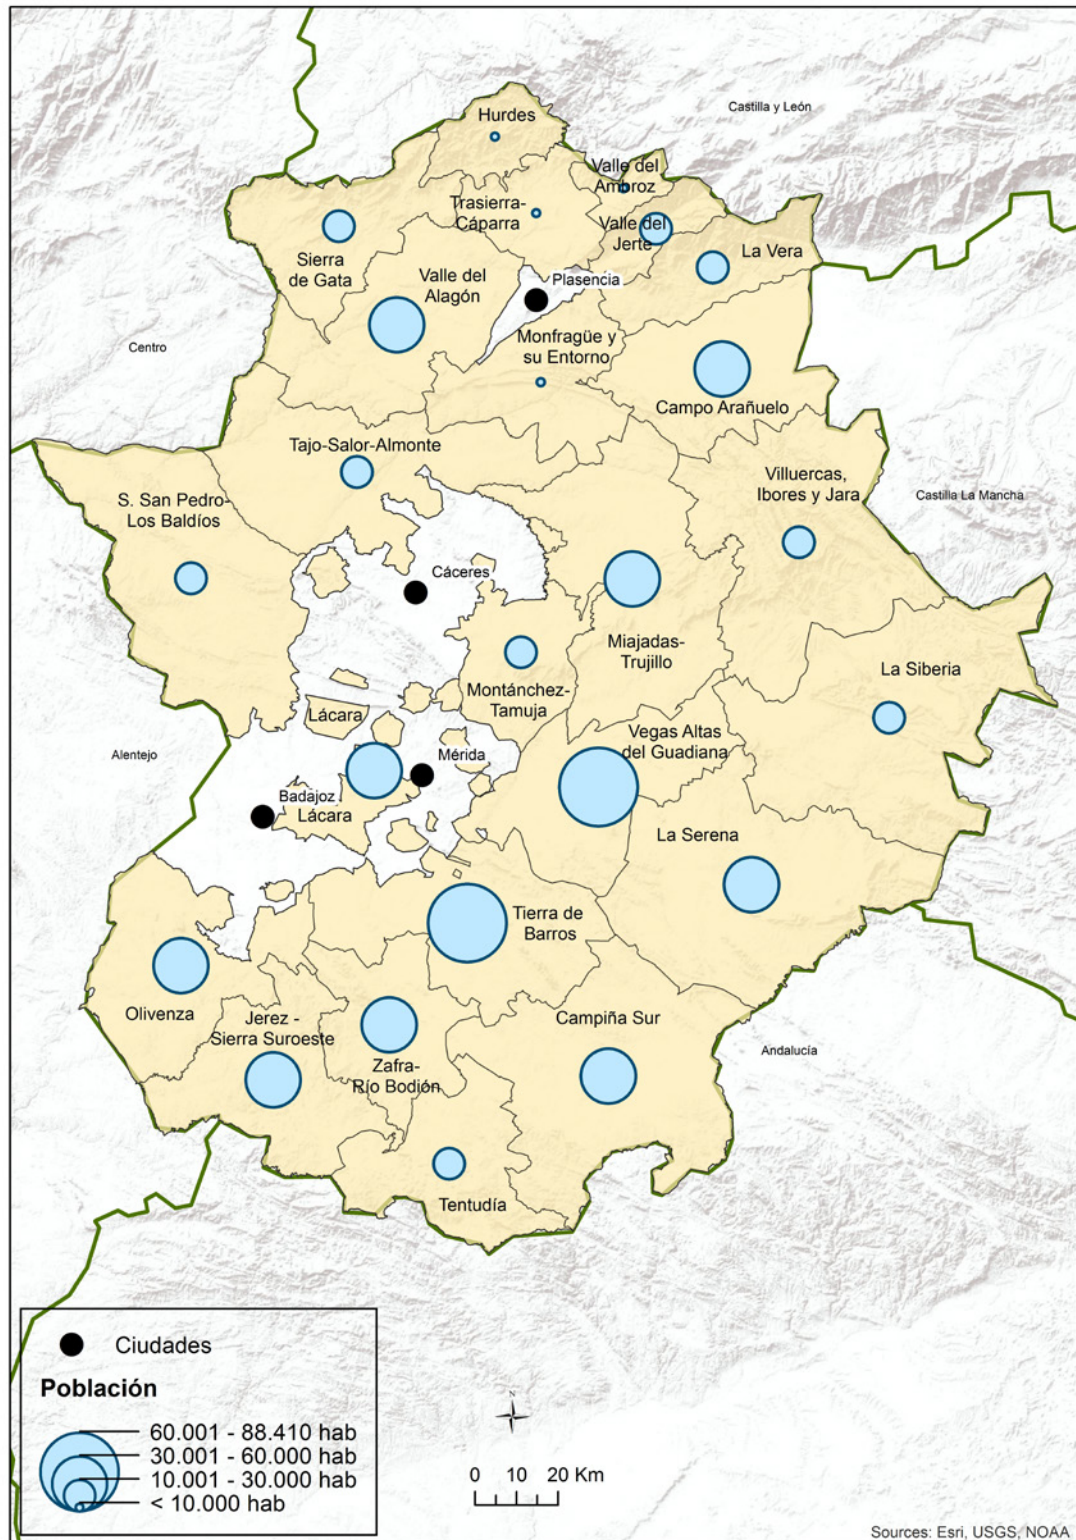 Castilla y León
Hurdes
Valle del
Ambroz
Trasierra-
Cáparra
Valle del
Jerte
La Vera
Sierra
de Gata
Valle del
Alagón
Plasencia
Centro
Monfragüe y
su Entorno
Campo Arañuelo
Tajo-Salor-Almonte
Villuercas,
Ibores y Jara
Castilla La Mancha
S. San Pedro-
Los Baldíos
Cáceres
Miajadas-
Trujillo
La Siberia
Montánchez-
Tamuja
Lácara
Vegas Altas
del Guadiana
Alentejo
Mérida
Badajoz
Lácara
La Serena
Tierra de
Barros
Olivenza
Jerez -
Sierra Suroeste
Campiña Sur
Zafra-
Río Bodión
Andalucía
Tentudía
Ciudades
Población
60.001 - 88.410 hab
30.001 - 60.000 hab
10.001 - 30.000 hab
< 10.000 hab
N
0 10 20 Km
Sources: Esri, USGS, NOAA